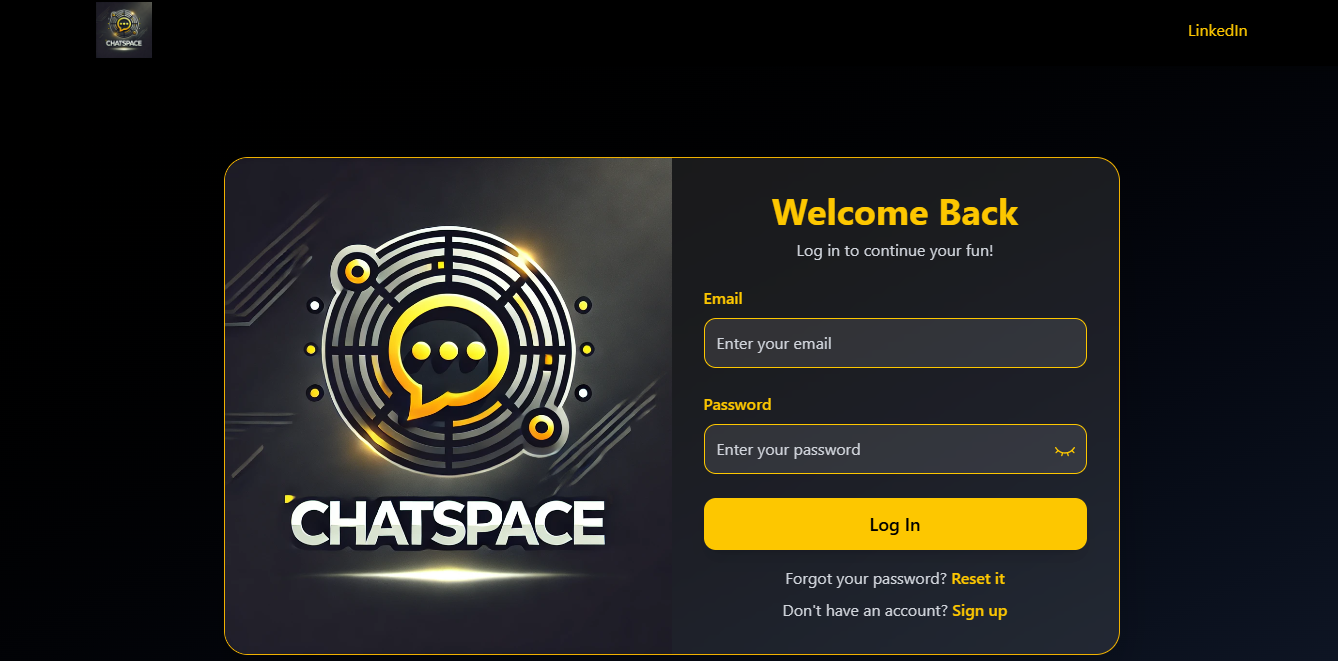 CHATSPACE
LinkedIn
CHATSPACE
Welcome Back
Log in to continue your fun!
Email
Enter your email
Password
Enter your password
Log In
Forgot your password? Reset it
Don't have an account? Sign up